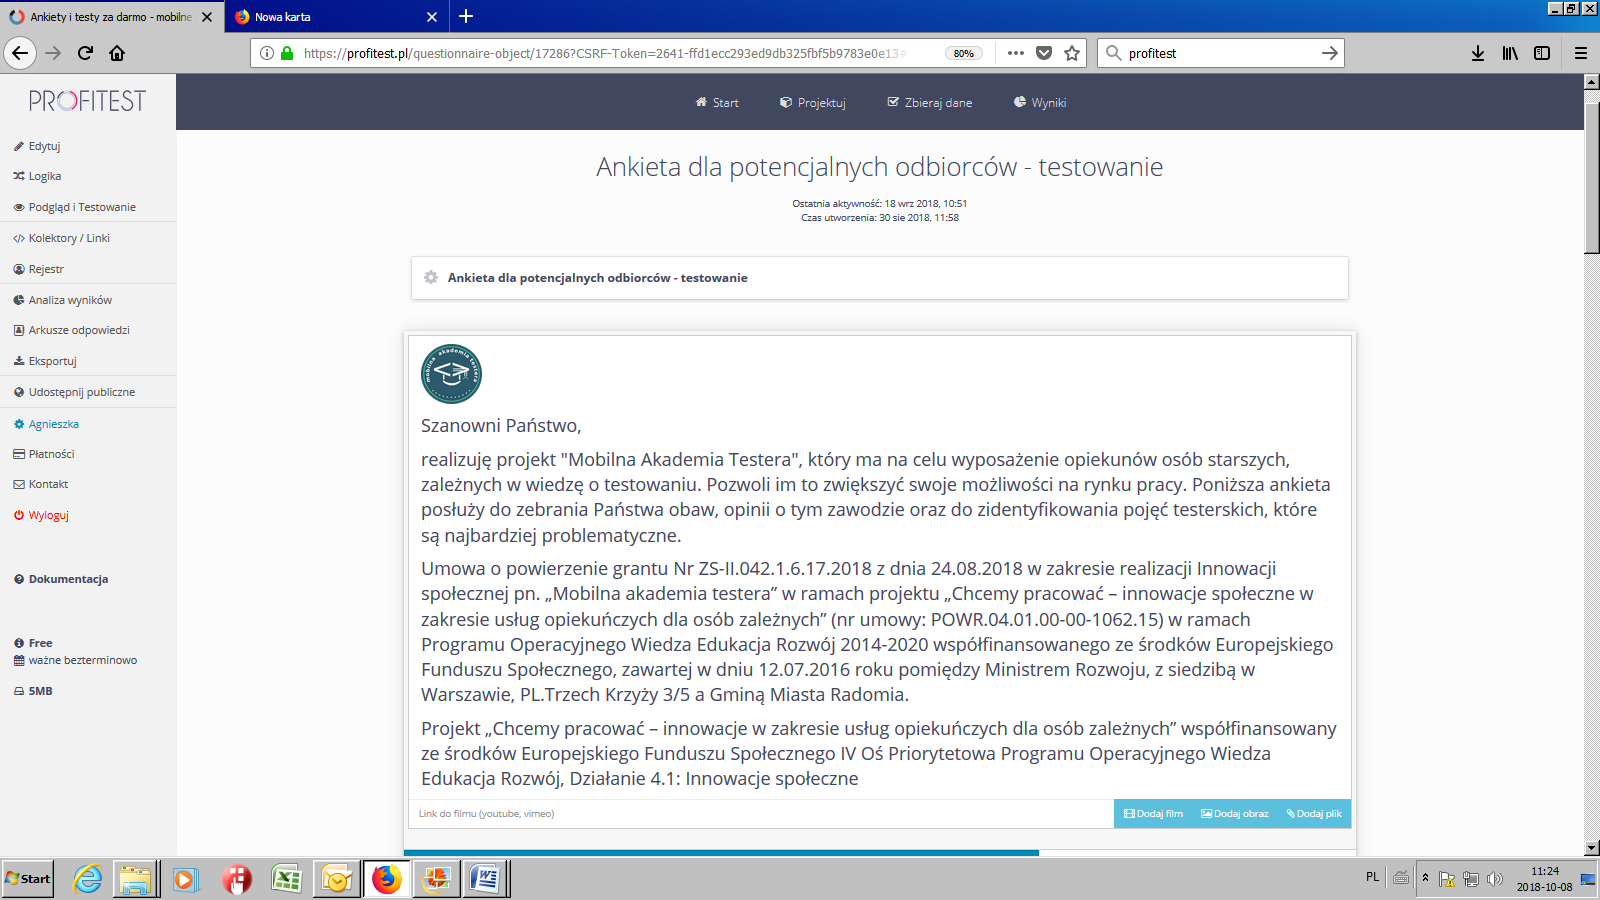 Ankiety i testy za darmo - mobilne
Nowa karta
https://profitest.pl/questionnaire-object/17286?CSRF-Token=2641-ffd1ecc293ed9db325fbf5b9783e0e13#
80%
profitest
PROFITEST
Start
Projektuj
Zbieraj dane
Wyniki
Edytuj
Logika
Podgląd i Testowanie
Kolektory / Linki
Rejestr
Analiza wyników
Arkusze odpowiedzi
Eksportuj
Udostępnij publiczne
Agnieszka
Płatności
Kontakt
Wyloguj
Dokumentacja
Free
ważne bezterminowo
5MB
Ankieta dla potencjalnych odbiorców - testowanie
Ostatnia aktywność: 18 wrz 2018, 10:51
Czas utworzenia: 30 sie 2018, 11:58
Ankieta dla potencjalnych odbiorców - testowanie
mobilna akademia testera
Szanowni Państwo,
realizuję projekt "Mobilna Akademia Testera", który ma na celu wyposażenie opiekunów osób starszych,
zależnych w wiedzę o testowaniu. Pozwoli im to zwiększyć swoje możliwości na rynku pracy. Poniższa ankieta
posłuży do zebrania Państwa obaw, opinii o tym zawodzie oraz do zidentyfikowania pojęć testerskich, które
są najbardziej problematyczne.
Umowa o powierzenie grantu Nr ZS-II.042.1.6.17.2018 z dnia 24.08.2018 w zakresie realizacji Innowacji
społecznej pn. „Mobilna akademia testera” w ramach projektu „Chcemy pracować – innowacje społeczne w
zakresie usług opiekuńczych dla osób zależnych” (nr umowy: POWR.04.01.00-00-1062.15) w ramach
Programu Operacyjnego Wiedza Edukacja Rozwój 2014-2020 współfinansowanego ze środków Europejskiego
Funduszu Społecznego, zawartej w dniu 12.07.2016 roku pomiędzy Ministrem Rozwoju, z siedzibą w
Warszawie, PL.Trzech Krzyży 3/5 a Gminą Miasta Radomia.
Projekt „Chcemy pracować – innowacje w zakresie usług opiekuńczych dla osób zależnych” współfinansowany
ze środków Europejskiego Funduszu Społecznego IV Oś Priorytetowa Programu Operacyjnego Wiedza
Edukacja Rozwój, Działanie 4.1: Innowacje społeczne
Link do filmu (youtube, vimeo)
Dodaj film
Dodaj obraz
Dodaj plik
Start
PL
11:24
2018-10-08